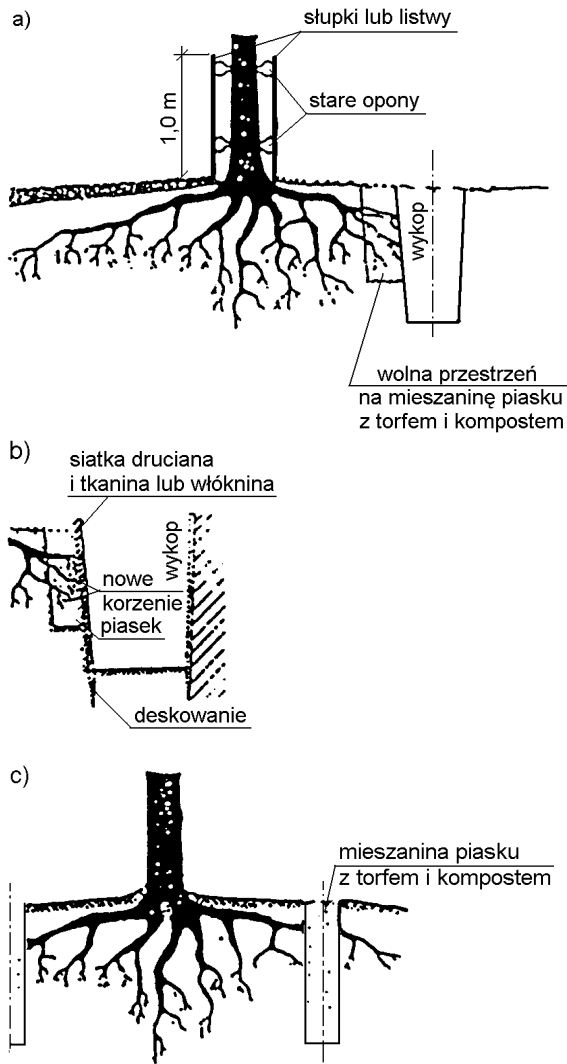 a)
słupki lub listwy
1,0 m
stare opony
wykop
wolna przestrzeń
na mieszaninę piasku
z torfem i kompostem
b)
siatka druciana
i tkanina lub włóknina
wykop
nowe
korzenie
piasek
deskowanie
c)
mieszanina piasku
z torfem i kompostem